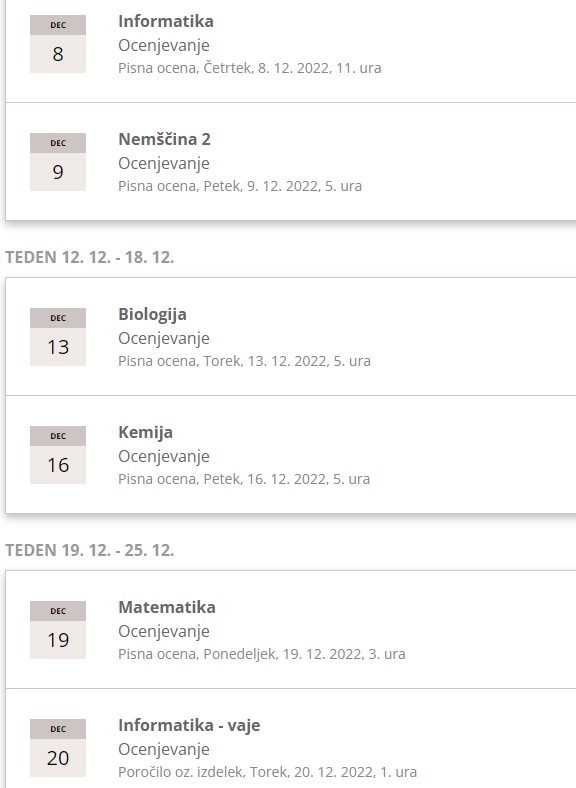 DEC
8
Informatika
Ocenjevanje
Pisna ocena, Četrtek, 8. 12. 2022, 11. ura
DEC
9
Nemščina 2
Ocenjevanje
Pisna ocena, Petek, 9. 12. 2022, 5. ura
TEDEN 12. 12. - 18. 12.
DEC
13
Biologija
Ocenjevanje
Pisna ocena, Torek, 13. 12. 2022, 5. ura
DEC
16
Kemija
Ocenjevanje
Pisna ocena, Petek, 16. 12. 2022, 5. ura
TEDEN 19. 12. - 25. 12.
DEC
19
Matematika
Ocenjevanje
Pisna ocena, Ponedeljek, 19. 12. 2022, 3. ura
DEC
20
Informatika - vaje
Ocenjevanje
Poročilo oz. izdelek, Torek, 20. 12. 2022, 1. ura